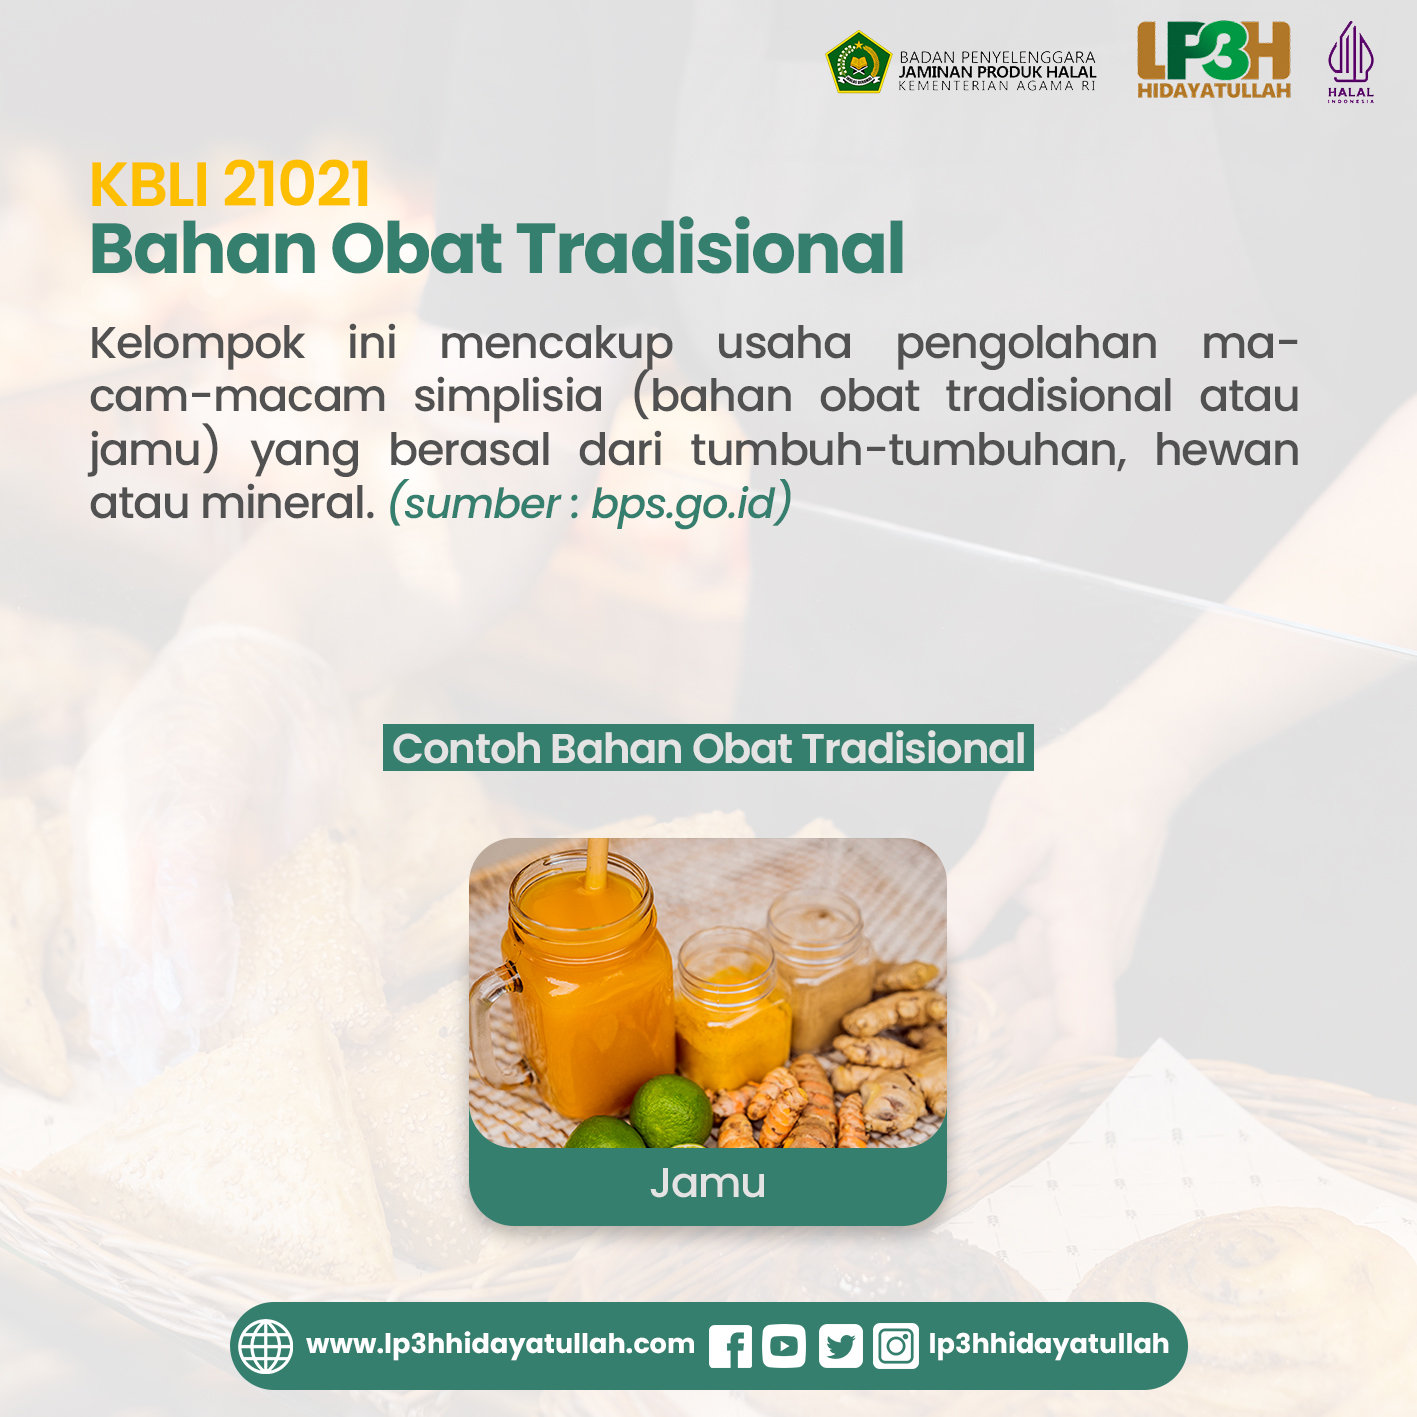 BADAN PENYELENGGARA
JAMINAN PRODUK HALAL
KEMENTERIAN AGAMA RI
LP3H
HIDAYATULLAH
HALAL
INDONESIA
KBLI 21021
Bahan Obat Tradisional
Kelompok ini mencakup usaha pengolahan ma-
cam-macam simplisia (bahan obat tradisional atau
jamu) yang berasal dari tumbuh-tumbuhan, hewan
atau mineral. (sumber : bps.go.id)
Contoh Bahan Obat Tradisional
Jamu
www.lp3hhidayatullah.com lp3hhidayatullah